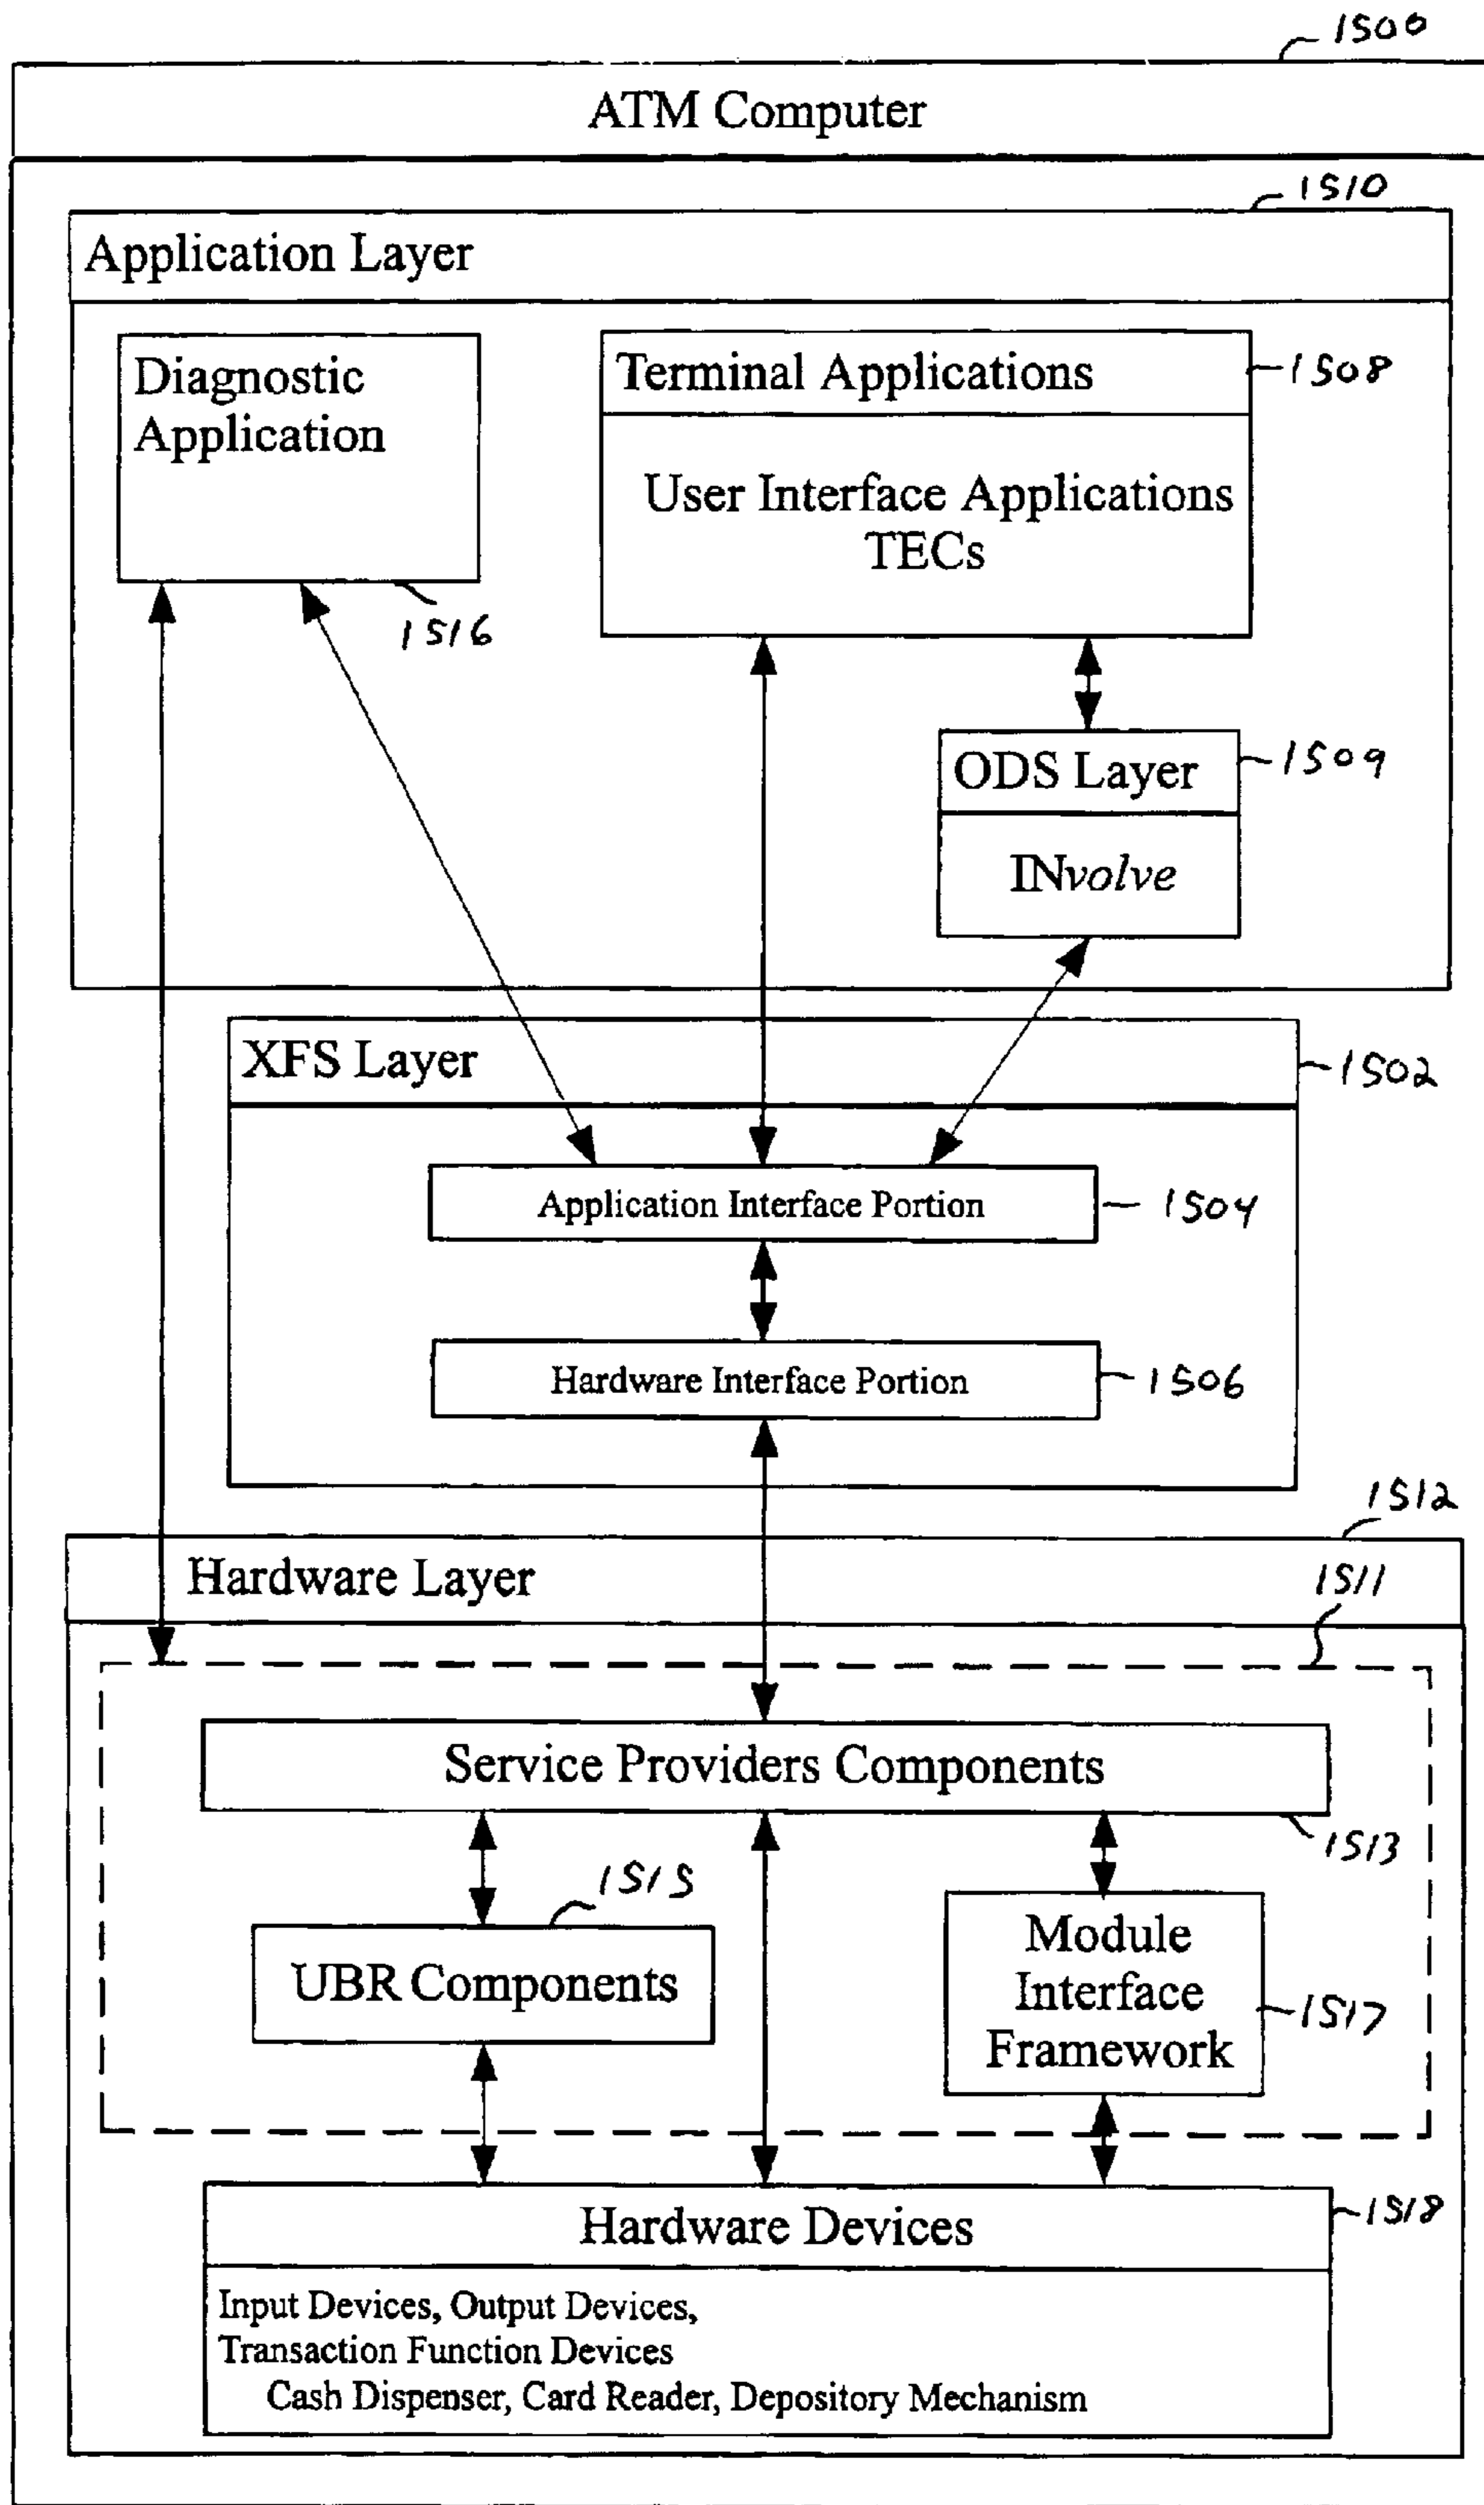 1500
ATM Computer
1510
Application Layer
Diagnostic
Application
Terminal Applications
1508
User Interface Applications
TECs
1516
ODS Layer
1509
INvolve
XFS Layer
1502
Application Interface Portion
1504
Hardware Interface Portion
1506
1512
Hardware Layer
1511
Service Providers Components
1513
1515
UBR Components
Module
Interface
Framework
1517
Hardware Devices
1518
Input Devices, Output Devices,
Transaction Function Devices
Cash Dispenser, Card Reader, Depository Mechanism